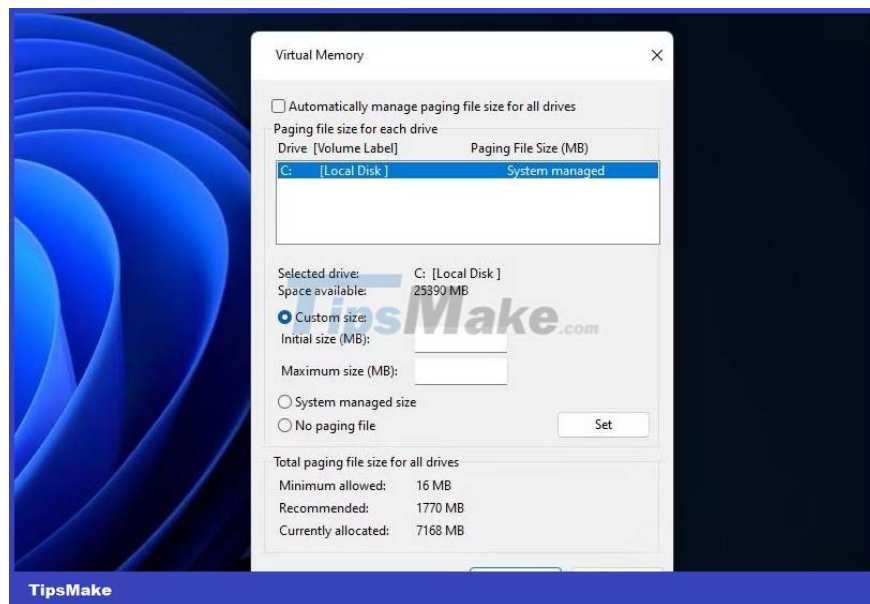 Virtual Memory
Automatically manage paging file size for all drives
Paging file size for each drive
Drive [Volume Label] Paging File Size (MB)
C: [Local Disk ] System managed
Selected drive: C: [Local Disk ]
Space available: 25390 MB
TipsMake.com
Custom size:
Initial size (MB):
Maximum size (MB):
System managed size
No paging file Set
Total paging file size for all drives
Minimum allowed: 16 MB
Recommended: 1770 MB
Currently allocated: 7168 MB
TipsMake